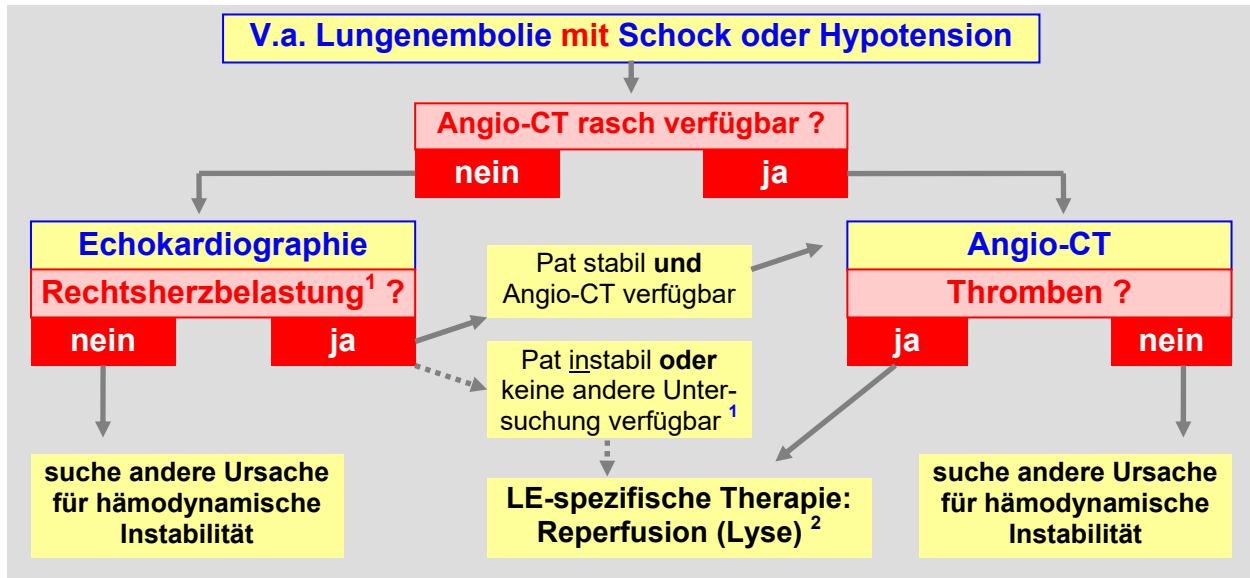 V.a. Lungenembolie mit Schock oder Hypotension
Angio-CT rasch verfügbar ?
nein
ja
Echokardiographie
Rechtsherzbelastung¹ ?
nein
ja
Pat stabil und
Angio-CT verfügbar
Pat instabil oder
keine andere Unter-
suchung verfügbar ¹
Angio-CT
Thromben ?
ja
nein
suche andere Ursache
für hämodynamische
Instabilität
LE-spezifische Therapie:
Reperfusion (Lyse) ²
suche andere Ursache
für hämodynamische
Instabilität